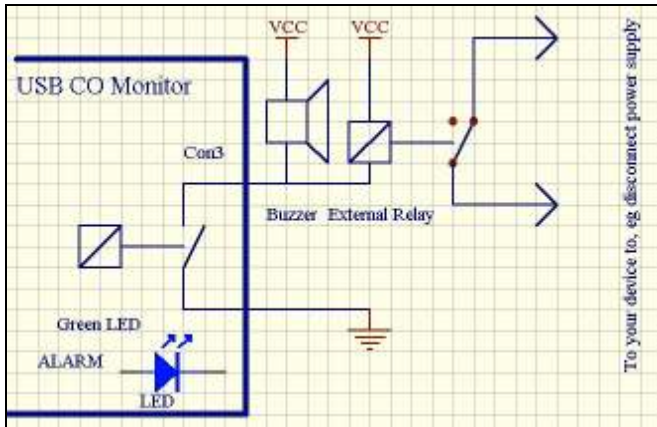 VCC
VCC
USB CO Monitor
Con3
Buzzer
External Relay
Green LED
ALARM
LED
To your device to, eg disconnect power supply